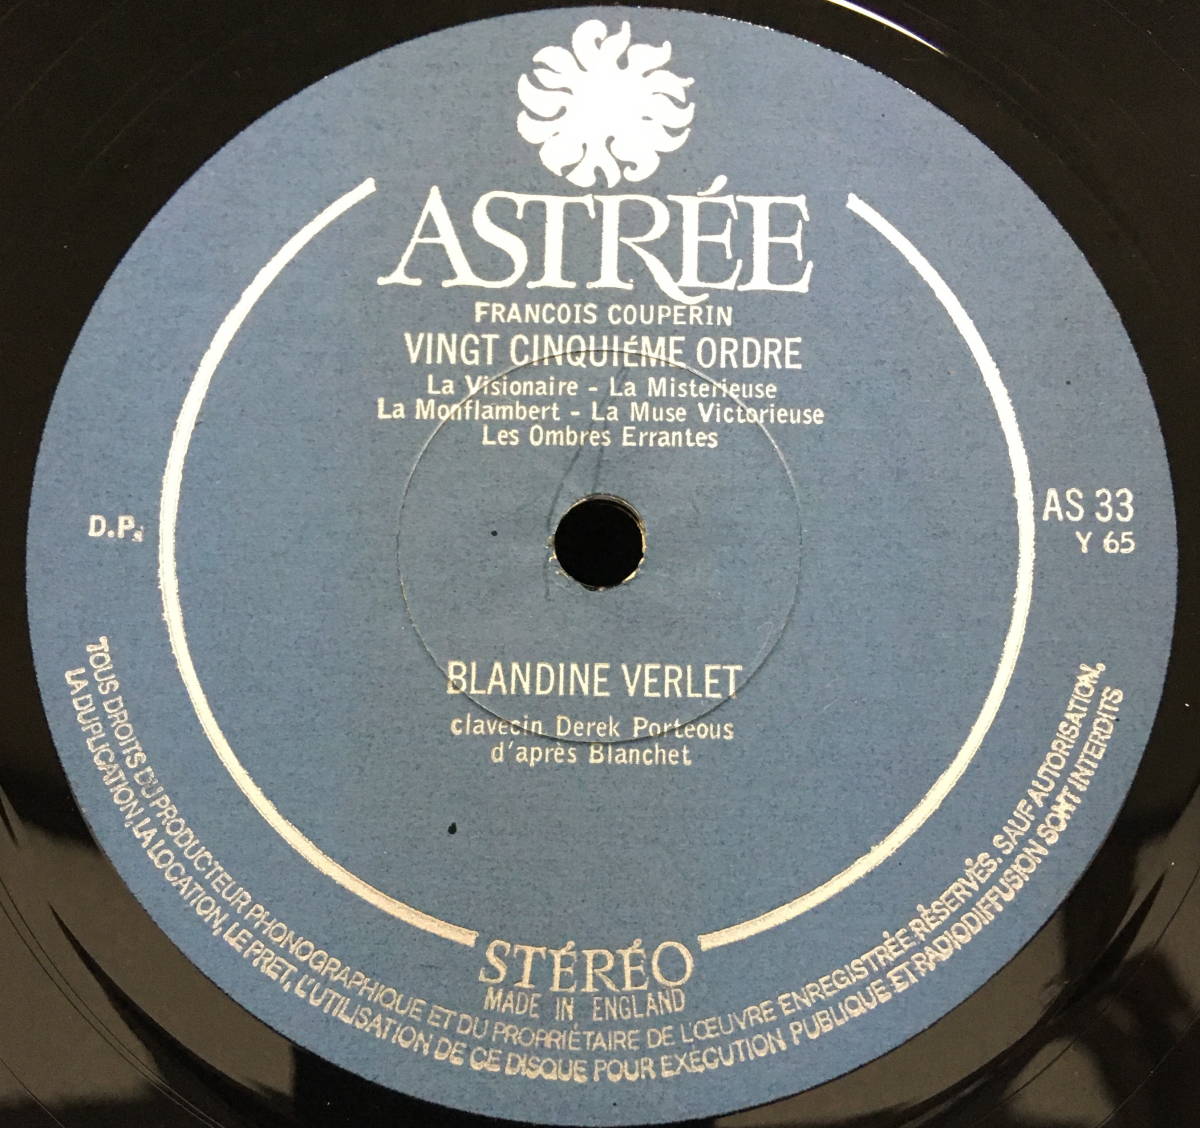 ASTRÉE
FRANCOIS COUPERIN
VINGT CINQUIÉME ORDRE
La Visionaire - La Misterieuse
La Monflambert - La Muse Victorieuse
Les Ombres Errantes
D.P.
AS 33
Y 65
BLANDINE VERLET
clavecin Derek Porteous
d'après Blanchet
STÉRÉO
MADE IN ENGLAND
TOUS DROITS DU PRODUCTEUR PHONOGRAPHIQUE ET DU PROPRIÉTAIRE DE L'ŒUVRE ENREGISTRÉE RÉSERVÉS. SAUF AUTORISATION,
LA DUPLICATION, LA LOCATION, LE PRET, L'UTILISATION DE CE DISQUE POUR EXECUTION PUBLIQUE ET RADIODIFFUSION SONT INTERDITS